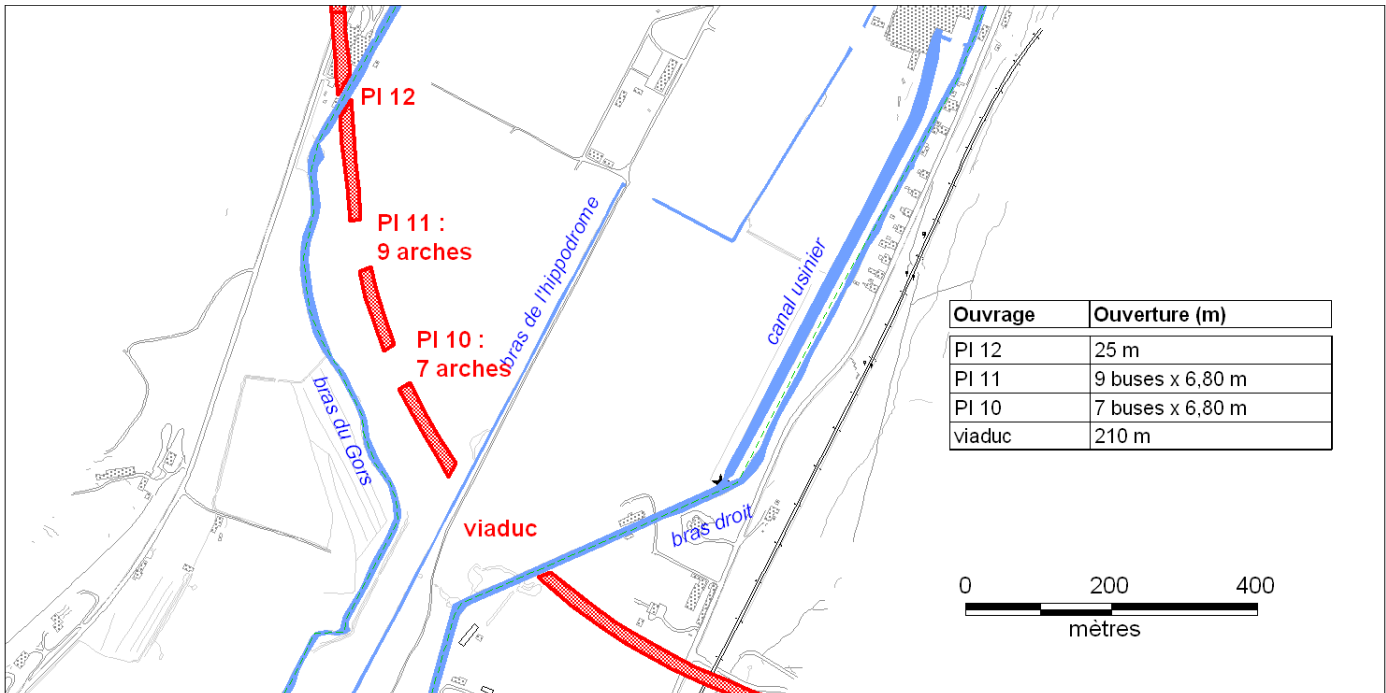 PI 12
PI 11 :
9 arches
PI 10 :
7 arches
bras de l'hippodrome
canal usinier
bras du Gors
viaduc
bras droit
Ouvrage Ouverture (m)
PI 12 25 m
PI 11 9 buses x 6,80 m
PI 10 7 buses x 6,80 m
viaduc 210 m
0 200 400
mètres